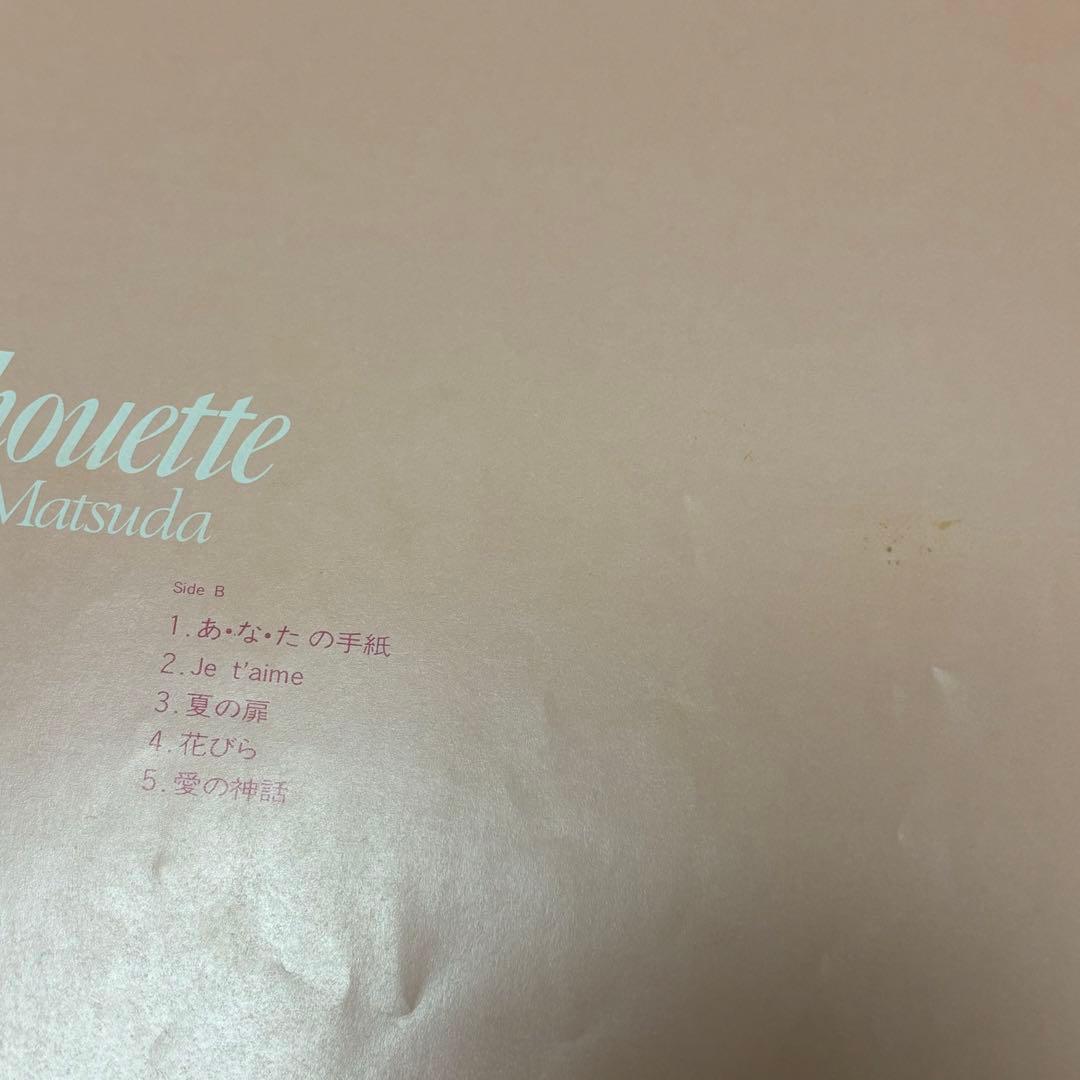 houette
Matsuda
Side B
1.あ・な・たの手紙
2.Je t'aime
3.夏の扉
4.花びら
5.愛の神話